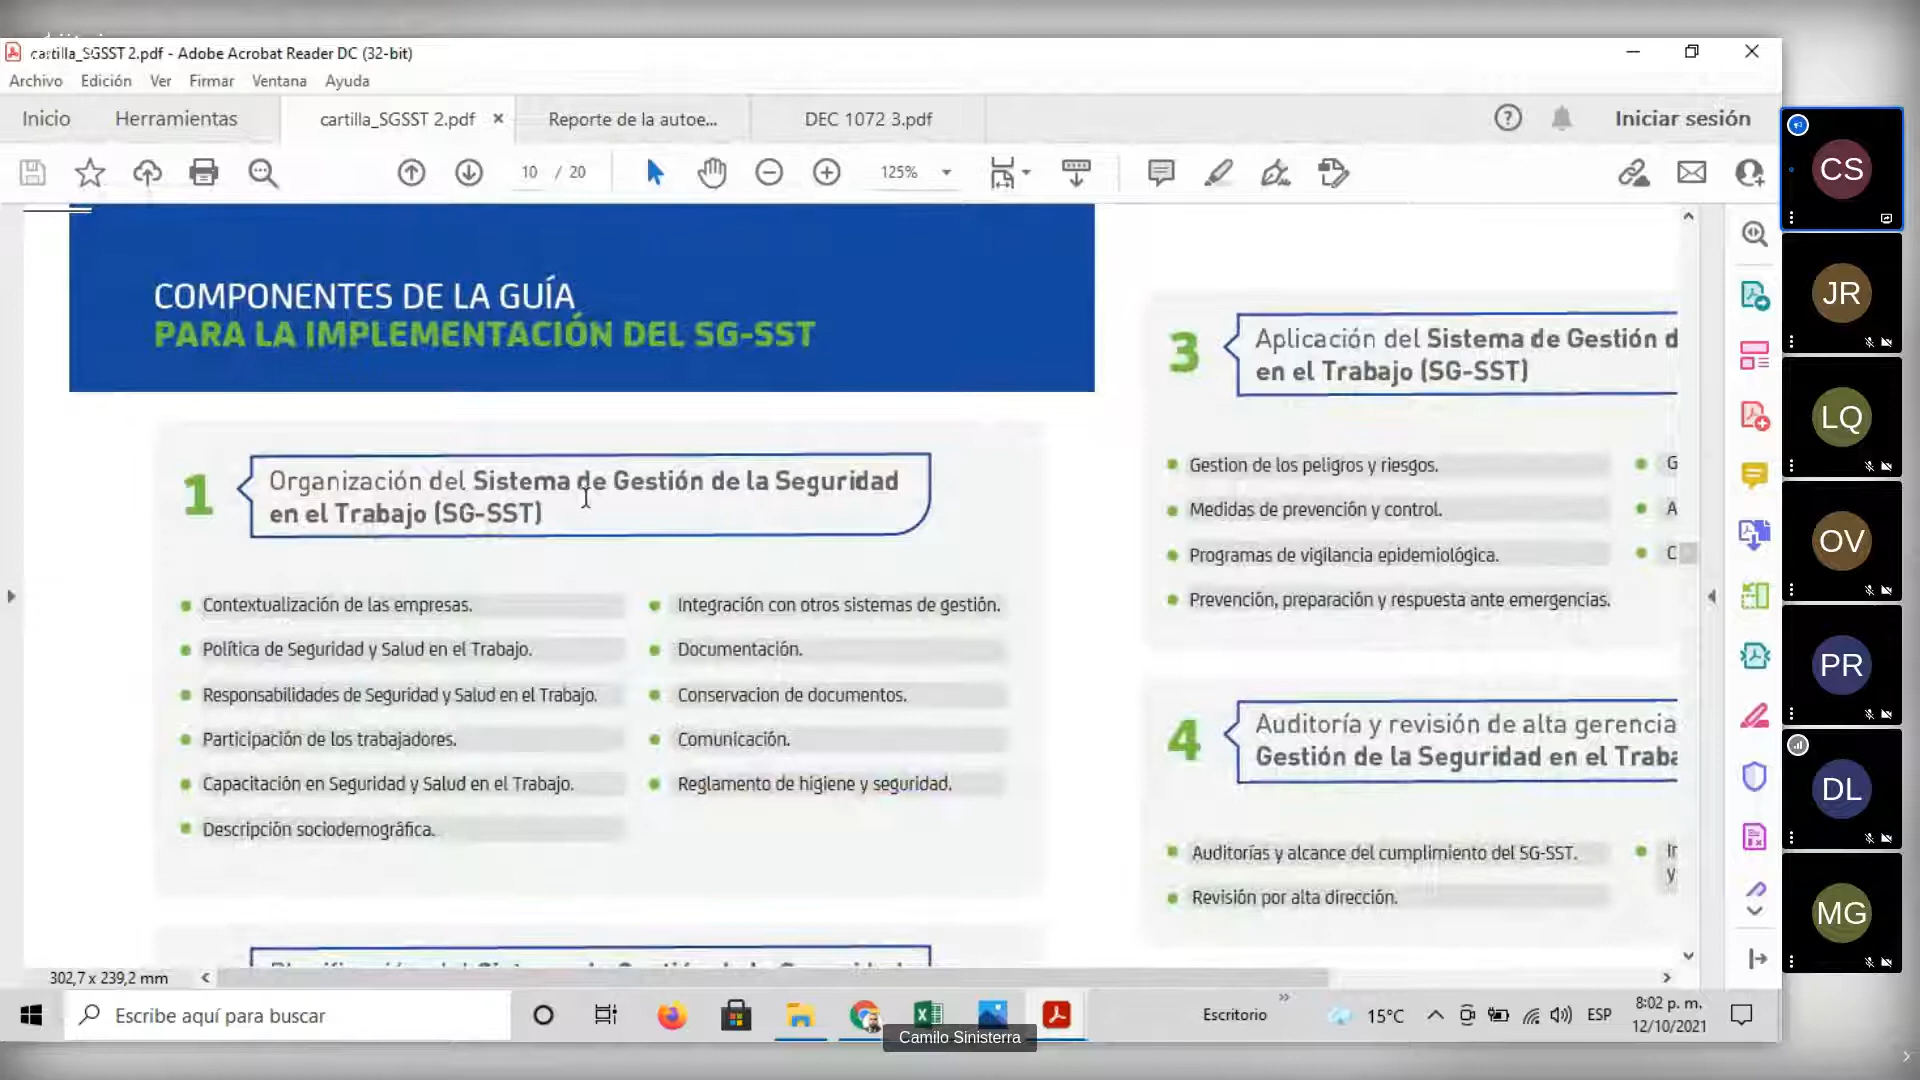 cartilla_SGSST 2.pdf - Adobe Acrobat Reader DC (32-bit)
Archivo Edición Ver Firmar Ventana Ayuda
Inicio Herramientas cartilla_SGSST 2.pdf Reporte de la autoe... DEC 1072 3.pdf Iniciar sesión
10 / 20 125%
COMPONENTES DE LA GUÍA
PARA LA IMPLEMENTACIÓN DEL SG-SST
1
Organización del Sistema de Gestión de la Seguridad
en el Trabajo (SG-SST)
Contextualización de las empresas.
Política de Seguridad y Salud en el Trabajo.
Responsabilidades de Seguridad y Salud en el Trabajo.
Participación de los trabajadores.
Capacitación en Seguridad y Salud en el Trabajo.
Descripción sociodemográfica.
Integración con otros sistemas de gestión.
Documentación.
Conservacion de documentos.
Comunicación.
Reglamento de higiene y seguridad.
3
Aplicación del Sistema de Gestión d
en el Trabajo (SG-SST)
Gestion de los peligros y riesgos.
Medidas de prevención y control.
Programas de vigilancia epidemiológica.
Prevención, preparación y respuesta ante emergencias.
G
A
C
4
Auditoría y revisión de alta gerencia
Gestión de la Seguridad en el Traba
Auditorías y alcance del cumplimiento del SG-SST.
Revisión por alta dirección.
y
302,7 x 239,2 mm
Escribe aquí para buscar
Escritorio
15°C
ESP
8:02 p. m.
12/10/2021
Camilo Sinisterra
CS
JR
LQ
OV
PR
DL
MG